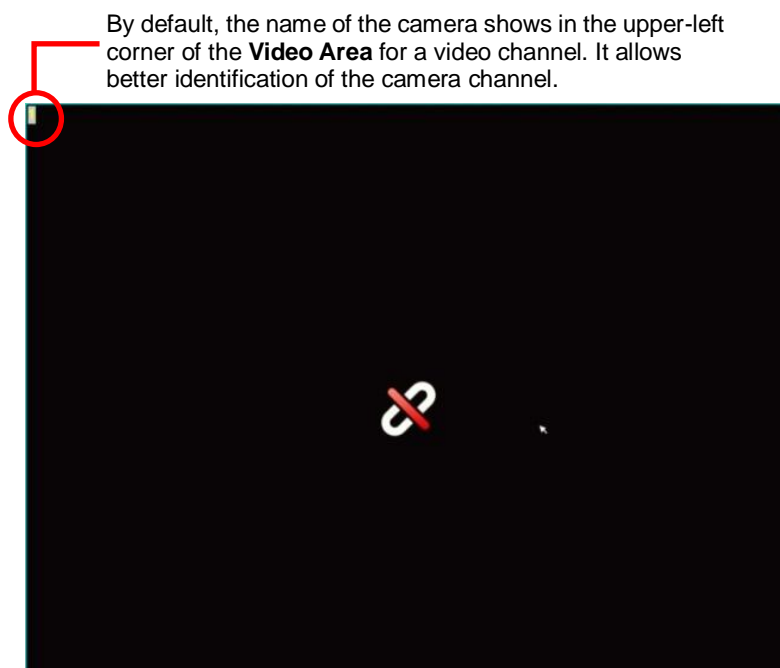 By default, the name of the camera shows in the upper-left
corner of the Video Area for a video channel. It allows
better identification of the camera channel.